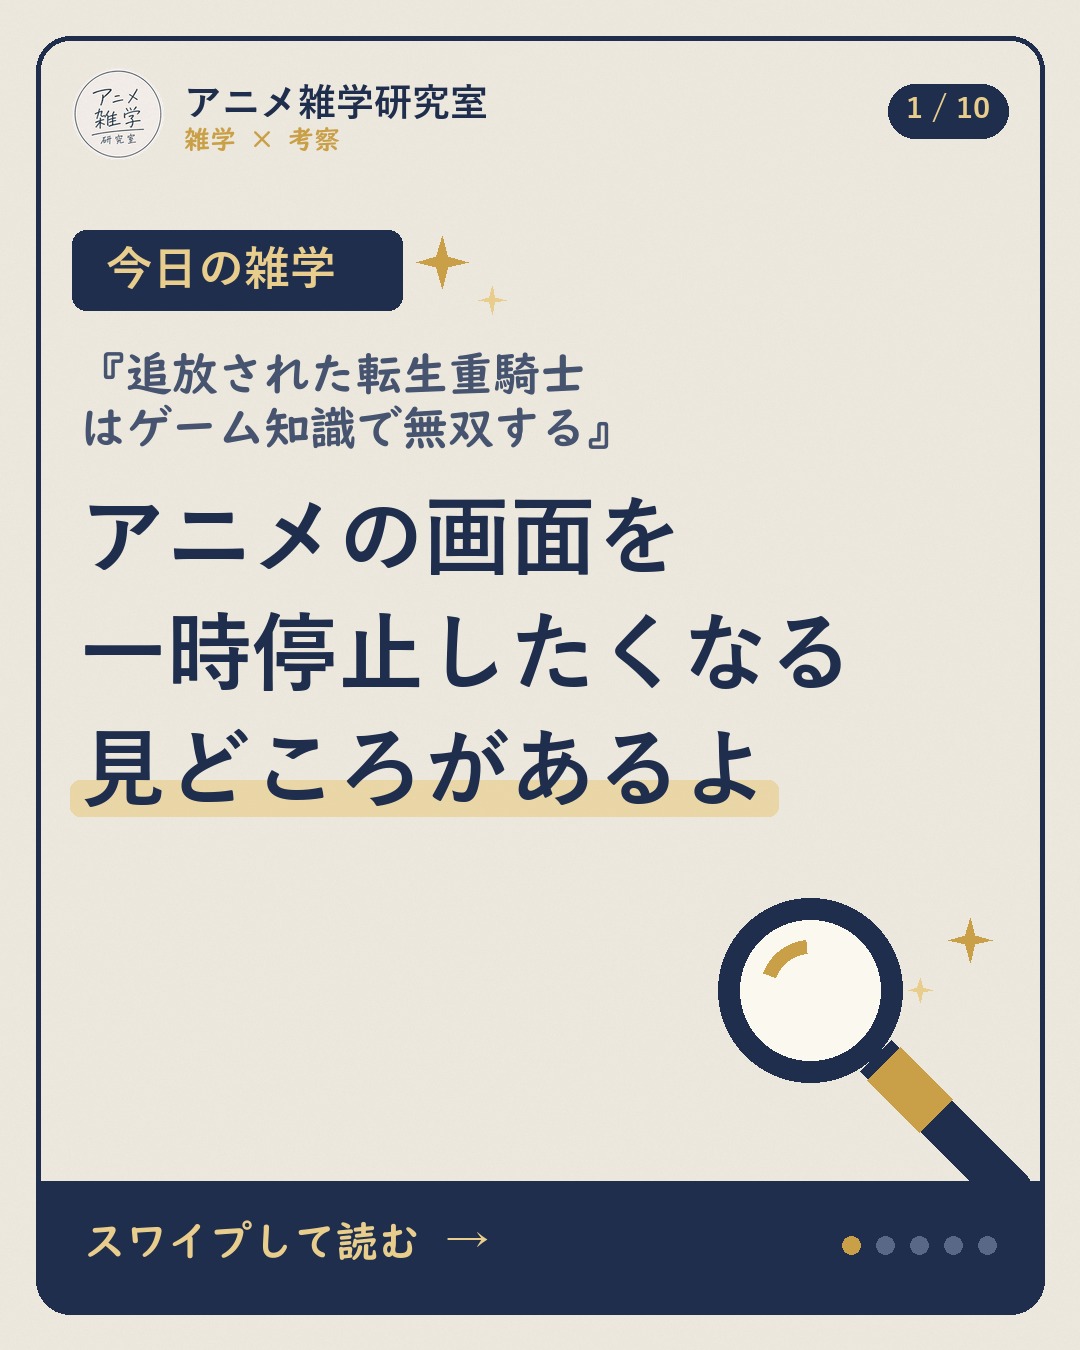 アニメ
雑学
研究室
アニメ雑学研究室
雑学 × 考察
1 / 10
今日の雑学
『追放された転生重騎士
はゲーム知識で無双する』
アニメの画面を
一時停止したくなる
見どころがあるよ
スワイプして読む →